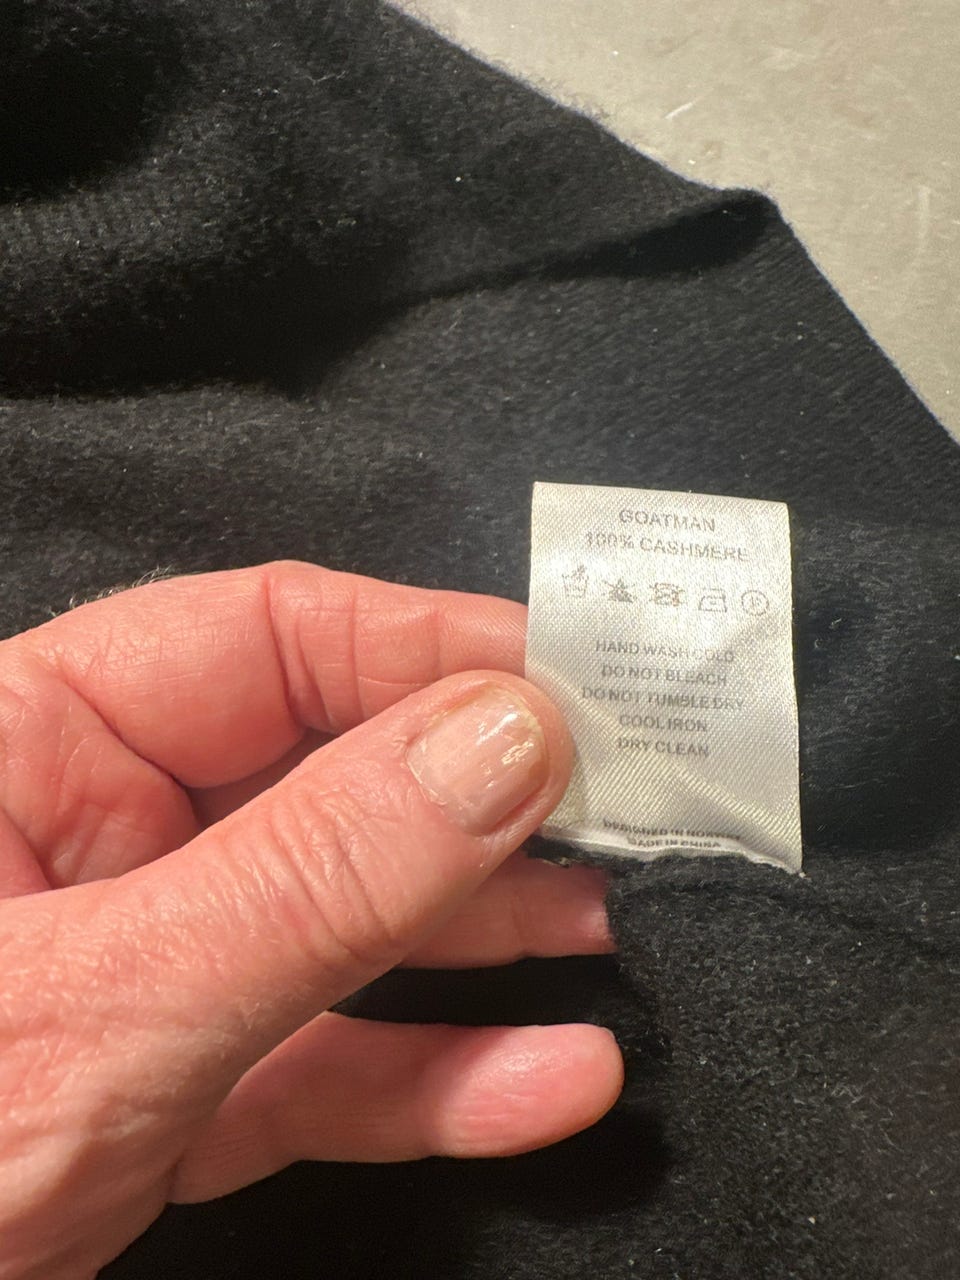 GOATMAN
100% CASHMERE
P
HAND WASH COLD
DO NOT BLEACH
DO NOT TUMBLE DRY
COOL IRON
DRY CLEAN
DESIGNED IN NORWAY
MADE IN CHINA